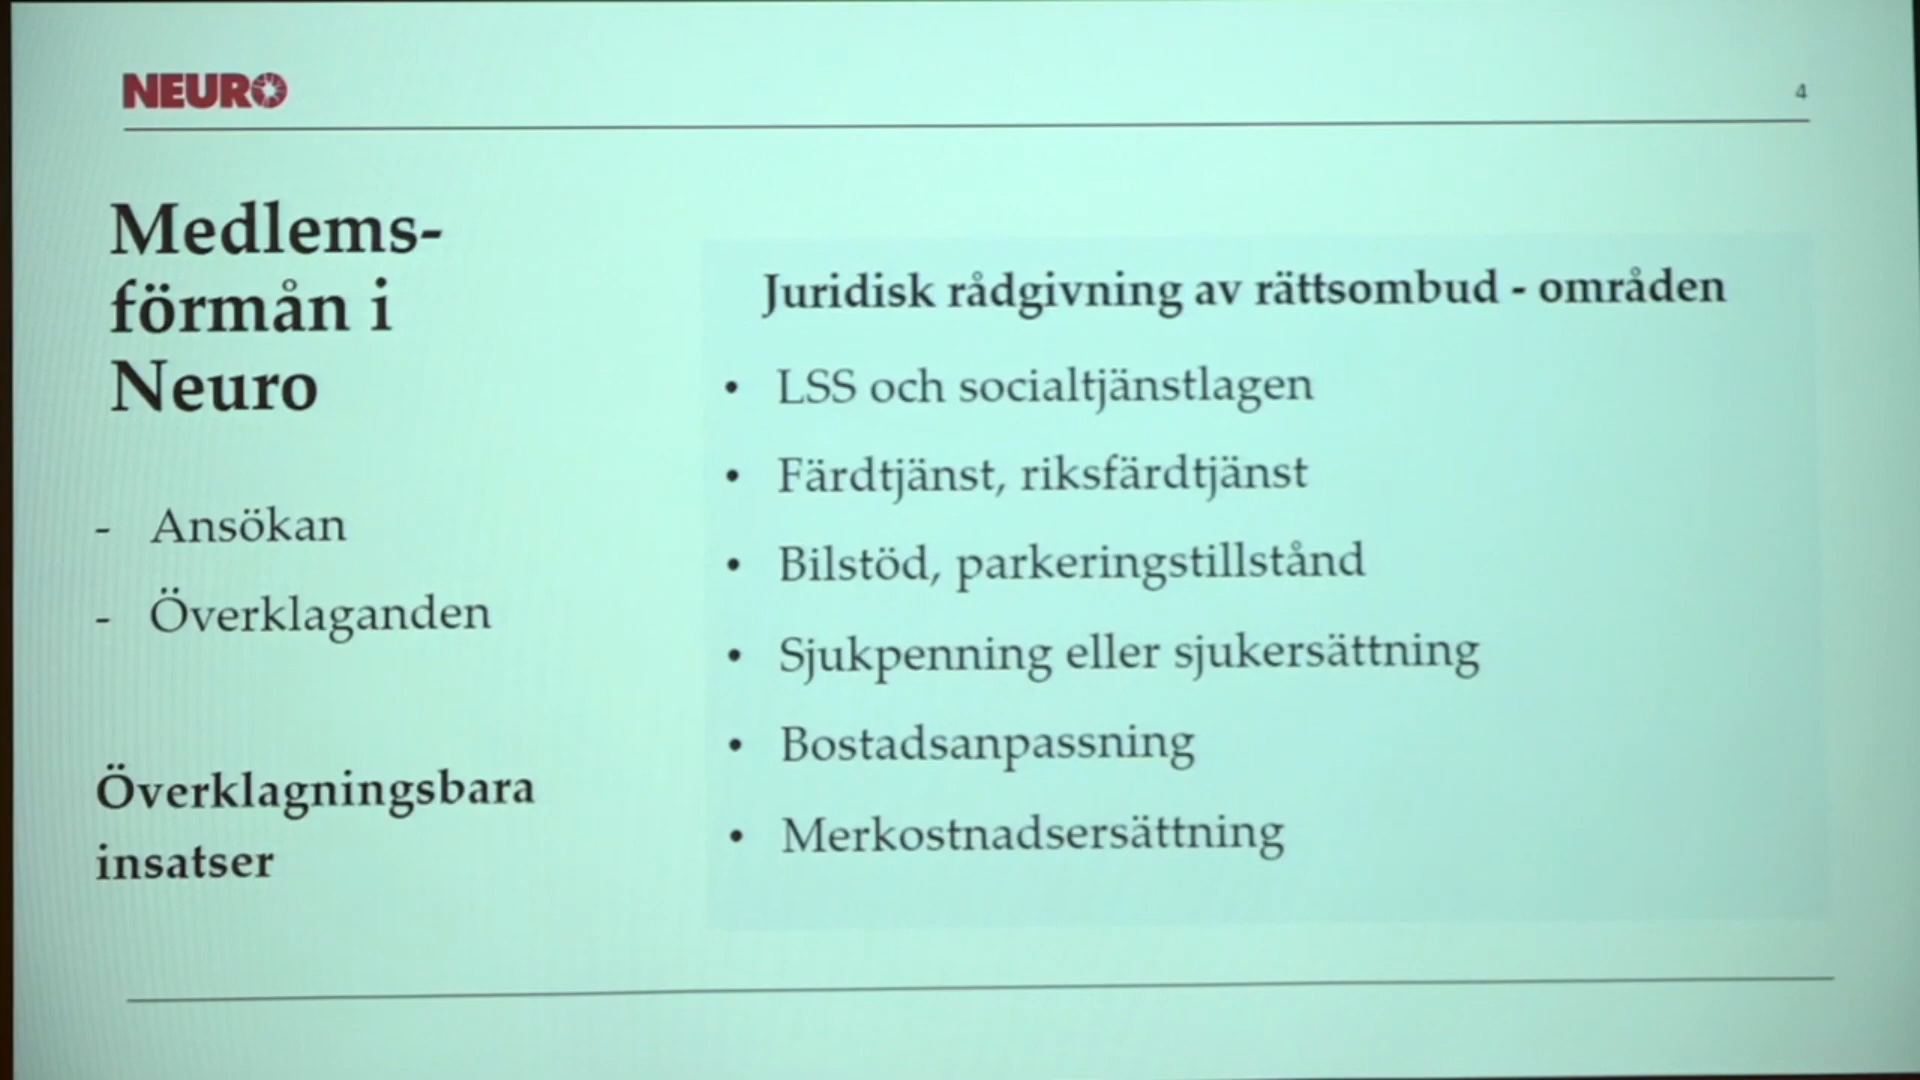 NEURO
4
Medlems-
förmån i
Neuro
- Ansökan
- Överklaganden
Överklagningsbara
insatser
Juridisk rådgivning av rättsombud - områden
• LSS och socialtjänstlagen
• Färdtjänst, riksfärdtjänst
• Bilstöd, parkeringstillstånd
• Sjukpenning eller sjukersättning
• Bostadsanpassning
• Merkostnadsersättning